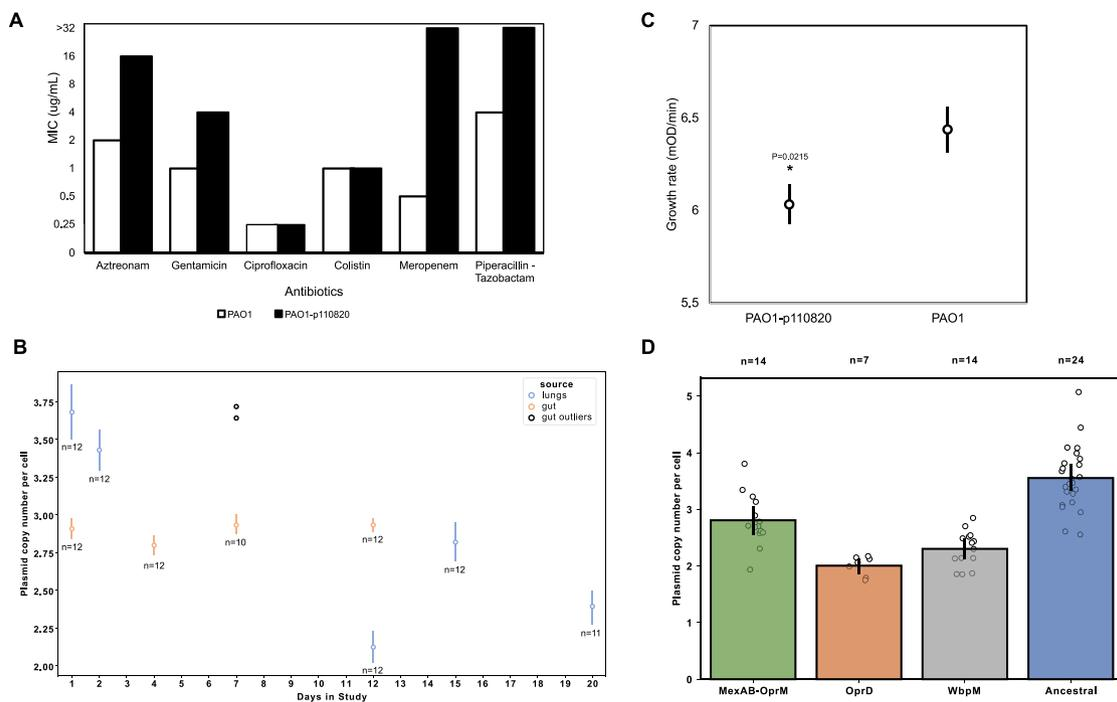 A
MIC (ug/mL)
>32
16
8
4
2
1
0.5
0.25
0
Aztreonam
Gentamicin
Ciprofloxacin
Colistin
Meropenem
Piperacillin -
Tazobactam
Antibiotics
PAO1
PAO1-p110820
C
Growth rate (mOD/min)
7
6.5
6
5.5
P=0.0215
*
PAO1-p110820
PAO1
B
Plasmid copy number per cell
3.75
3.50
3.25
3.00
2.75
2.50
2.25
2.00
source
lungs
gut
gut outliers
n=12
n=12
n=12
n=12
n=10
n=12
n=12
n=12
n=11
1 2 3 4 5 6 7 8 9 10 11 12 13 14 15 16 17 18 19 20
Days in Study
D
n=14 n=7 n=14 n=24
Plasmid copy number per cell
5
4
3
2
1
0
MexAB-OprM
OprD
WbpM
Ancestral